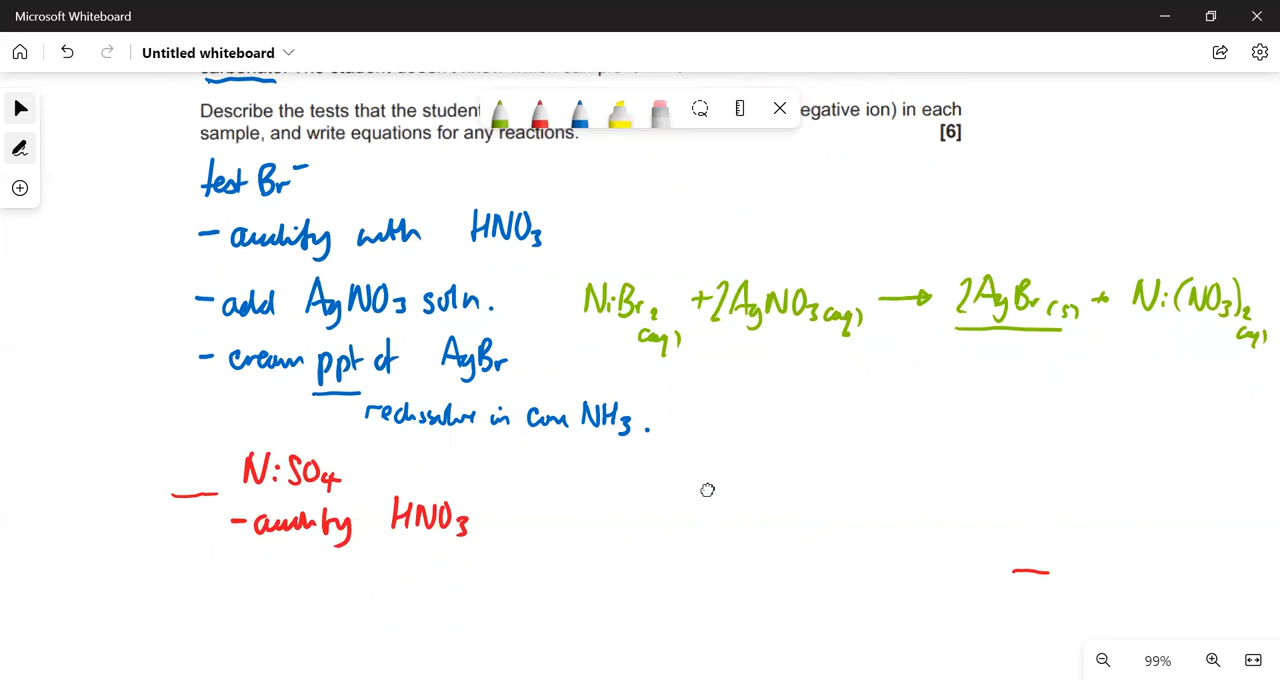 Microsoft Whiteboard
Untitled whiteboard
Describe the tests that the student egative ion) in each
sample, and write equations for any reactions. [6]
test Br⁻
- acidify with HNO₃
- add AgNO₃ soln. NiBr₂ (aq) + 2AgNO₃(aq) → 2AgBr(s) + Ni(NO₃)₂ (aq)
- cream ppt of AgBr
redissolve in conc NH₃.
NiSO₄
- acidify HNO₃
99%